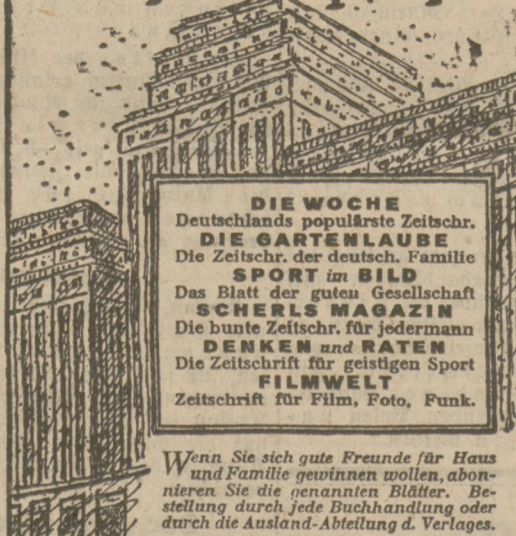 DIE WOCHE
Deutschlands populärste Zeitschr.
DIE GARTENLAUBE
Die Zeitschr. der deutsch. Familie
SPORT im BILD
Das Blatt der guten Gesellschaft
SCHERLS MAGAZIN
Die bunte Zeitschr. für jedermann
DENKEN und RATEN
Die Zeitschrift für geistigen Sport
FILMWELT
Zeitschrift für Film, Foto, Funk.
Wenn Sie sich gute Freunde für Haus
und Familie gewinnen wollen, abon-
nieren Sie die genannten Blätter. Be-
stellung durch jede Buchhandlung oder
durch die Ausland-Abteilung d. Verlages.